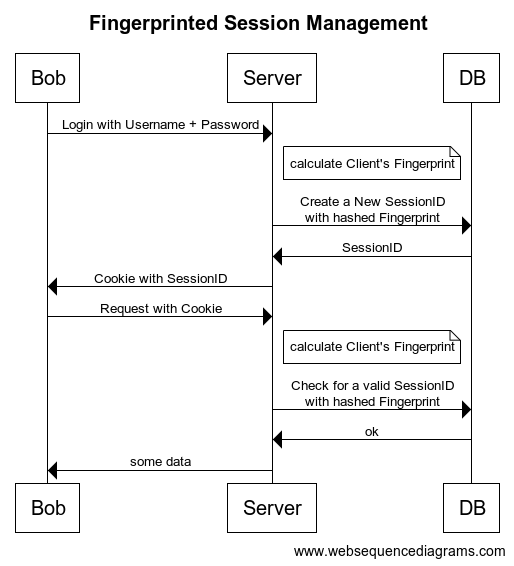 Fingerprinted Session Management
Bob
Server
DB
Login with Username + Password
calculate Client's Fingerprint
Create a New SessionID
with hashed Fingerprint
SessionID
Cookie with SessionID
Request with Cookie
calculate Client's Fingerprint
Check for a valid SessionID
with hashed Fingerprint
ok
some data
Bob
Server
DB
www.websequencediagrams.com